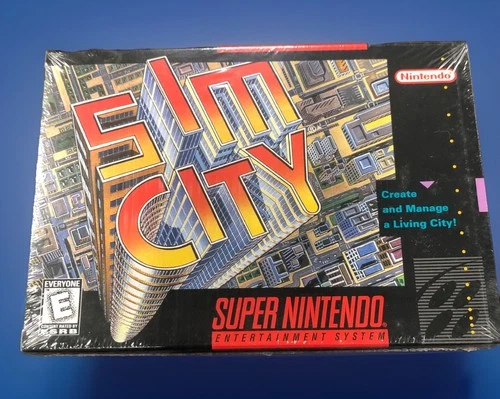 SIM
CITY
Nintendo
Create
and Manage
a Living City!
EVERYONE
E
CONTENT RATED BY
ESRB
SUPER NINTENDO
ENTERTAINMENT SYSTEM